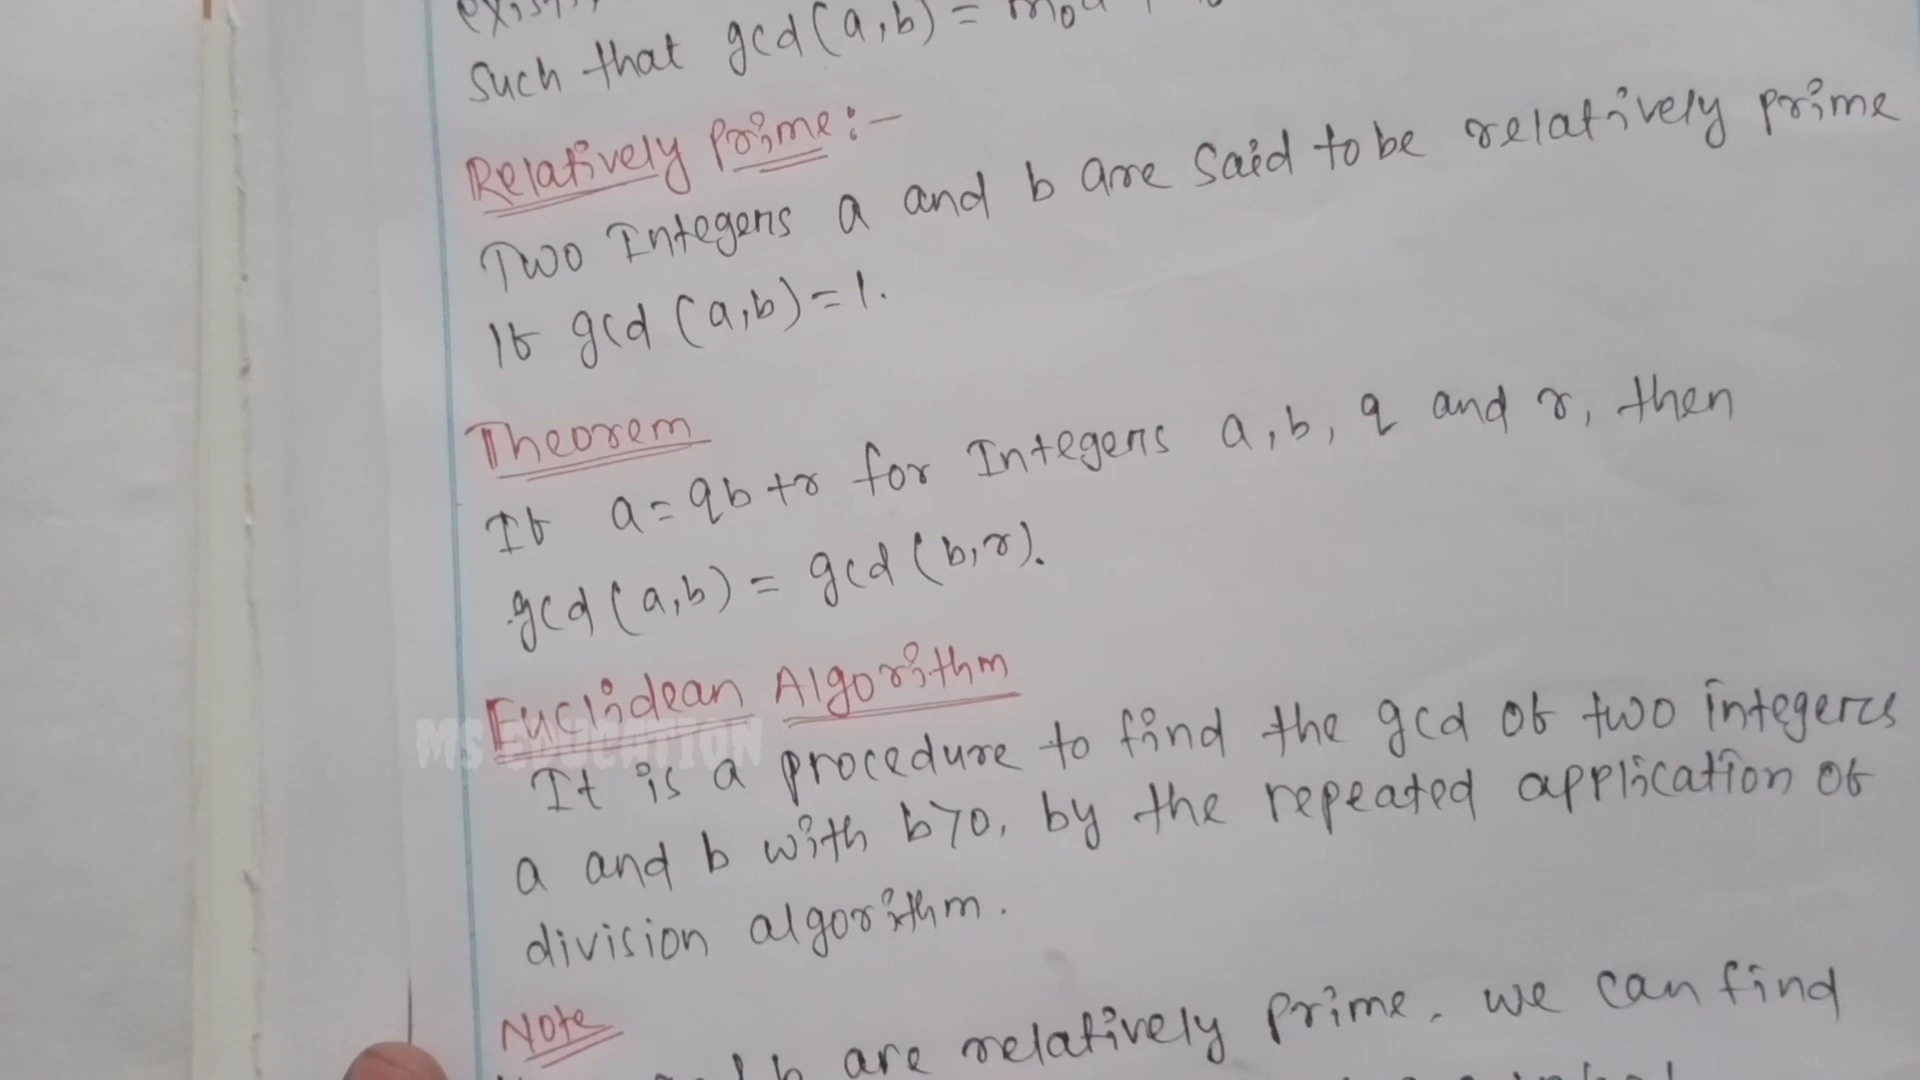 Such that gcd(a,b) =
Relatively Prime:-
Two Integers a and b are said to be relatively prime
If gcd (a,b)=1.
Theorem
If a=qb+r for Integers a,b, q and r, then
gcd(a,b) = gcd(b,r).
Euclidean Algorithm
MS EDUCATION
It is a procedure to find the gcd of two integers
a and b with b>0, by the repeated application of
division algorithm.
Note
b are relatively prime. we can find